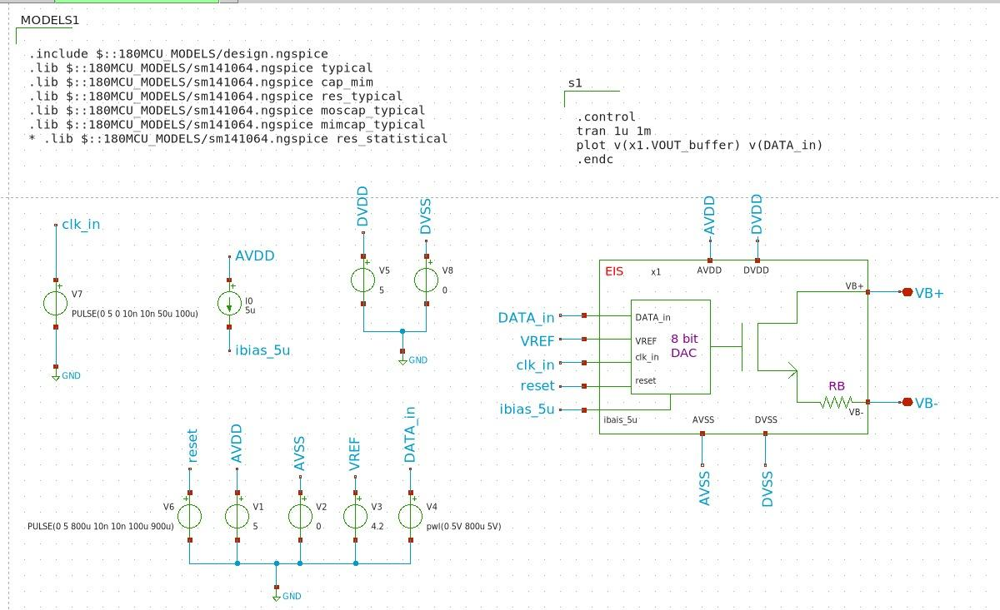 MODELS1
.include $::180MCU_MODELS/design.ngspice
.lib $::180MCU_MODELS/sm141064.ngspice typical
.lib $::180MCU_MODELS/sm141064.ngspice cap_mim
.lib $::180MCU_MODELS/sm141064.ngspice res_typical
.lib $::180MCU_MODELS/sm141064.ngspice moscap_typical
.lib $::180MCU_MODELS/sm141064.ngspice mimcap_typical
* .lib $::180MCU_MODELS/sm141064.ngspice res_statistical
s1
.control
tran 1u 1m
plot v(x1.VOUT_buffer) v(DATA_in)
.endc
clk_in
V7
PULSE(0 5 0 10n 10n 50u 100u)
GND
AVDD
I0
5u
ibias_5u
DVDD
DVSS
V5
5
V8
0
GND
reset
AVDD
AVSS
VREF
DATA_in
V6
PULSE(0 5 800u 10n 10n 100u 900u)
V1
5
V2
0
V3
4.2
V4
pwl(0.5V 800u 5V)
GND
AVDD
DVDD
EIS
x1
AVDD
DVDD
VB+
VB+
DATA_in
VREF
clk_in
reset
ibias_5u
DATA_in
VREF
clk_in
reset
8 bit
DAC
RB
VB-
VB-
ibais_5u
AVSS
DVSS
AVSS
DVSS